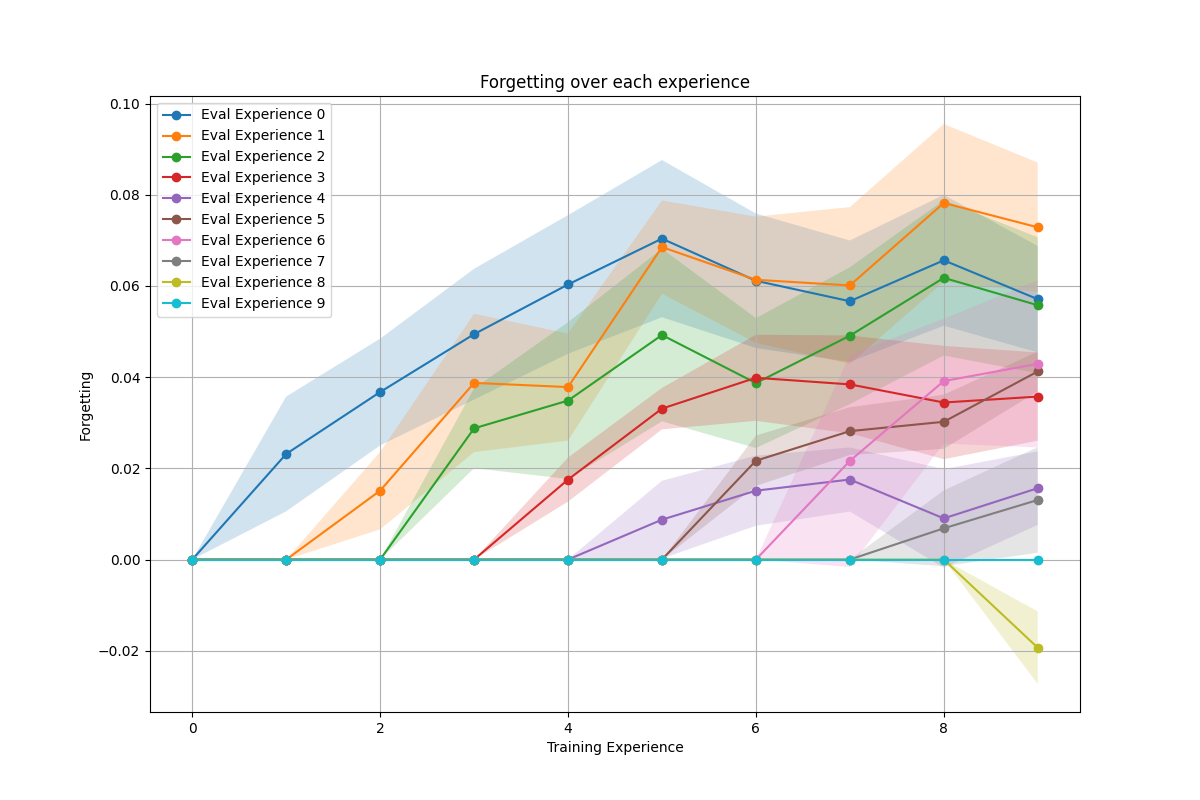 Forgetting over each experience
0.10
0.08
0.06
0.04
0.02
0.00
−0.02
Forgetting
Eval Experience 0
Eval Experience 1
Eval Experience 2
Eval Experience 3
Eval Experience 4
Eval Experience 5
Eval Experience 6
Eval Experience 7
Eval Experience 8
Eval Experience 9
0 2 4 6 8
Training Experience